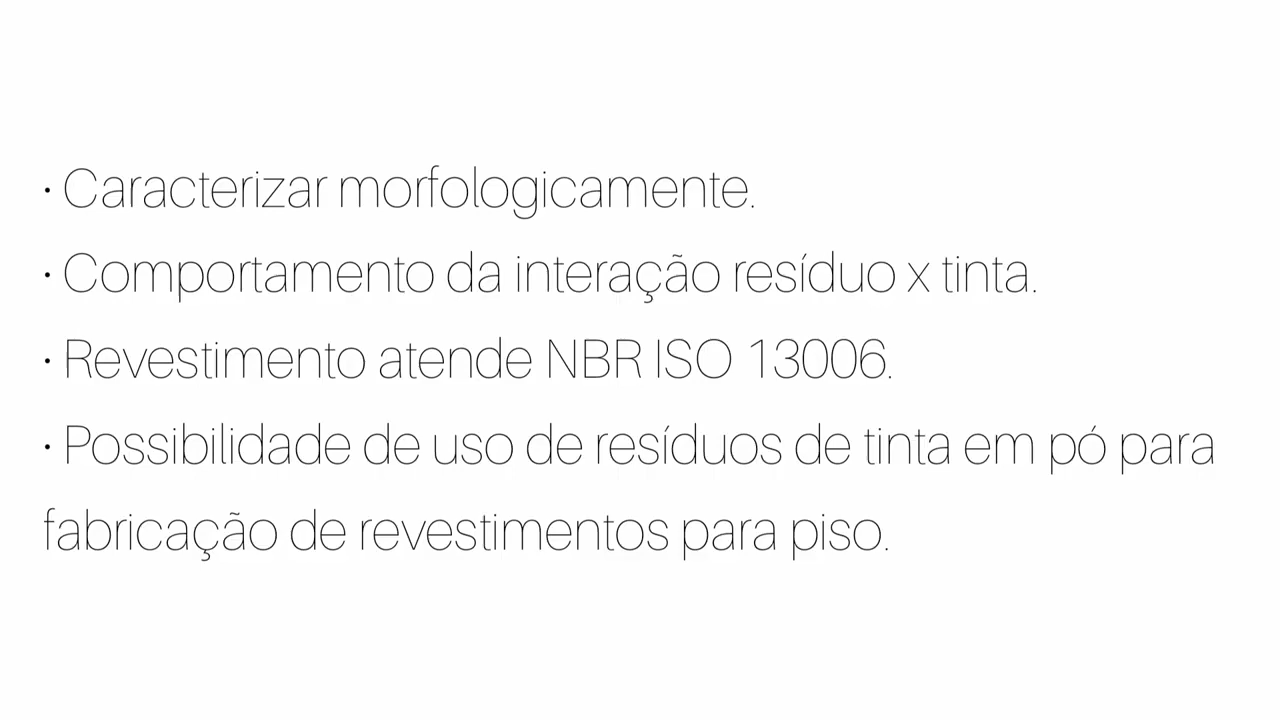 · Caracterizar morfologicamente.
· Comportamento da interação resíduo x tinta.
· Revestimento atende NBR ISO 13006.
· Possibilidade de uso de resíduos de tinta em pó para
fabricação de revestimentos para piso.